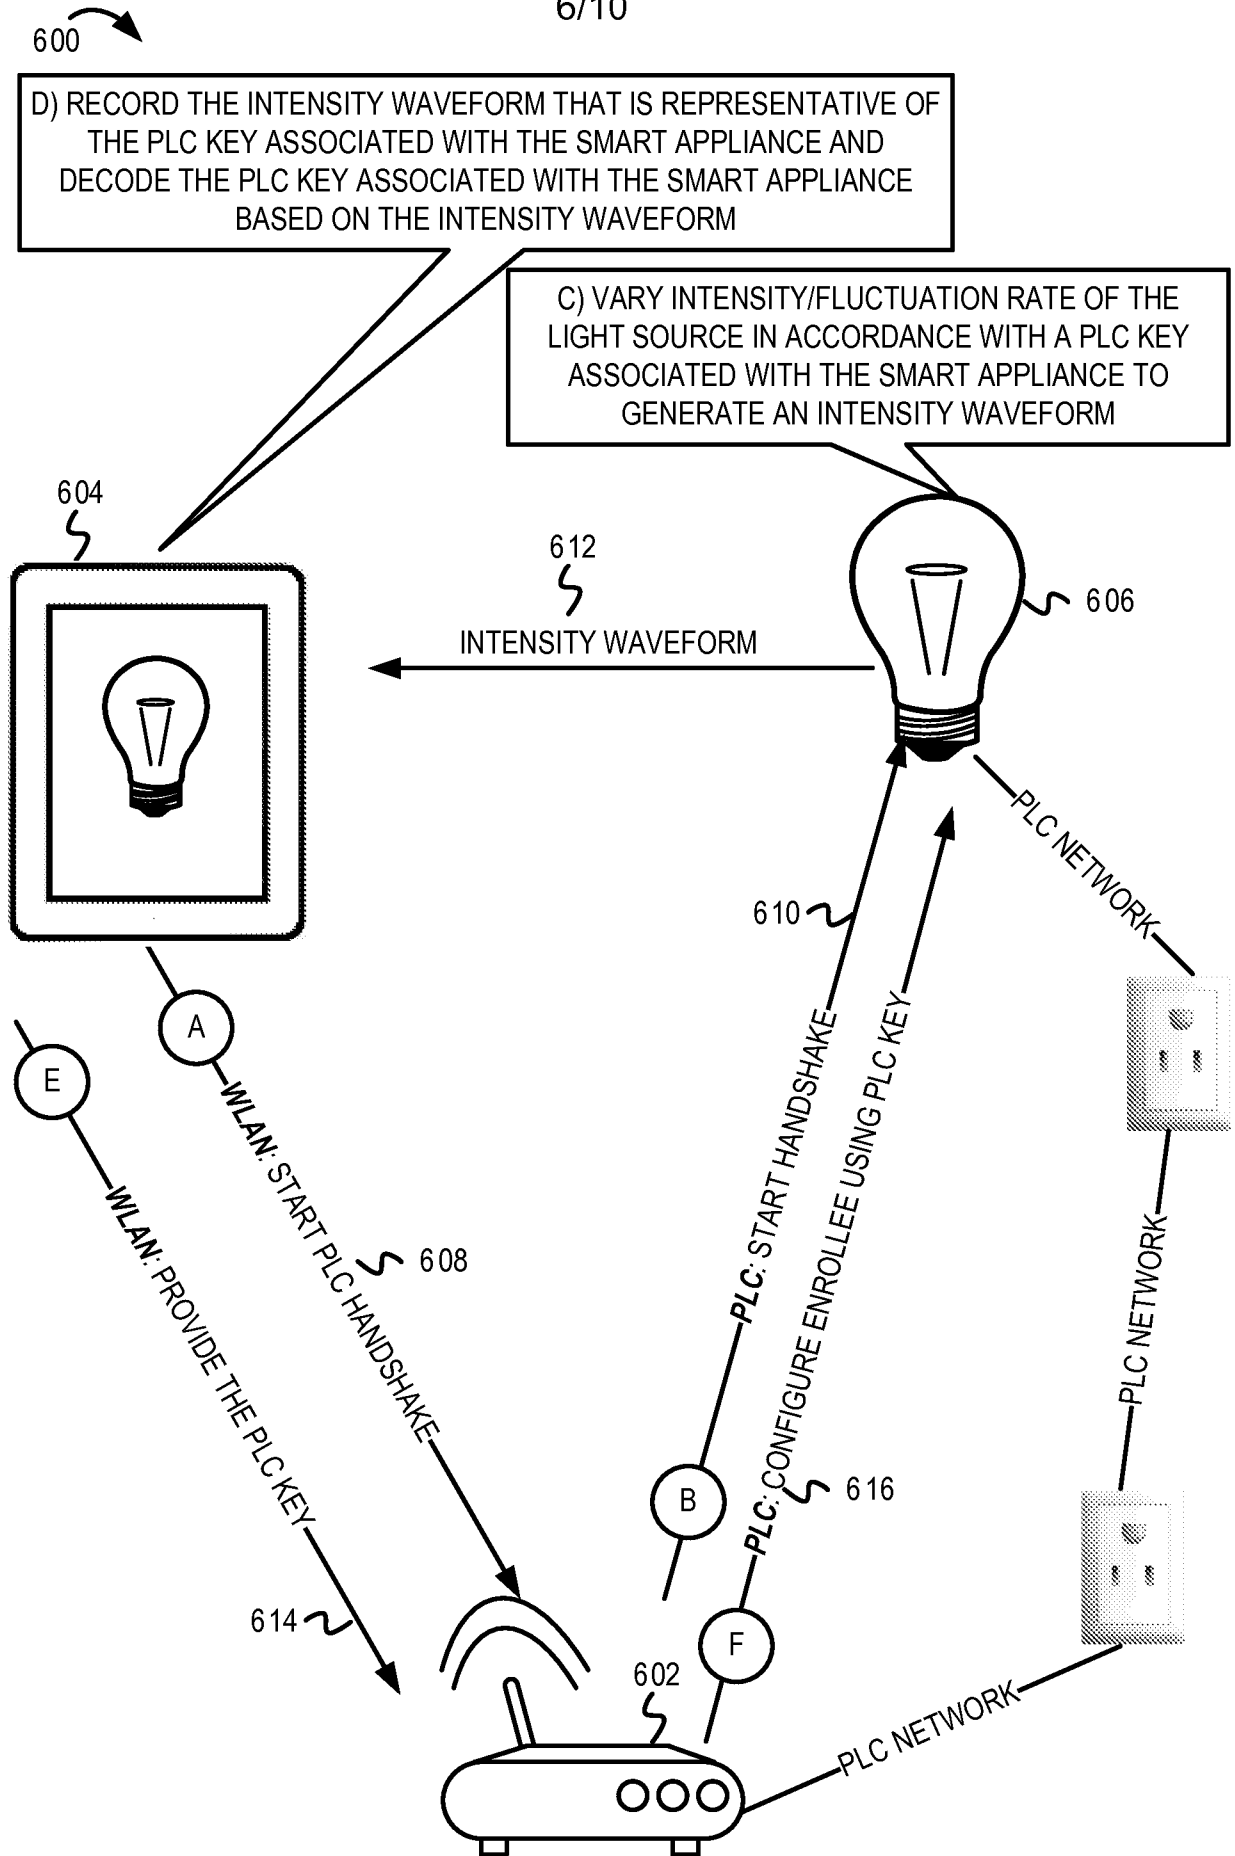 6/10
600
D) RECORD THE INTENSITY WAVEFORM THAT IS REPRESENTATIVE OF
THE PLC KEY ASSOCIATED WITH THE SMART APPLIANCE AND
DECODE THE PLC KEY ASSOCIATED WITH THE SMART APPLIANCE
BASED ON THE INTENSITY WAVEFORM
C) VARY INTENSITY/FLUCTUATION RATE OF THE
LIGHT SOURCE IN ACCORDANCE WITH A PLC KEY
ASSOCIATED WITH THE SMART APPLIANCE TO
GENERATE AN INTENSITY WAVEFORM
604
612
606
INTENSITY WAVEFORM
PLC NETWORK
610
A
E
WLAN: START PLC HANDSHAKE
608
WLAN: PROVIDE THE PLC KEY
614
PLC: START HANDSHAKE
B
PLC: CONFIGURE ENROLLEE USING PLC KEY
616
F
PLC NETWORK
602
PLC NETWORK